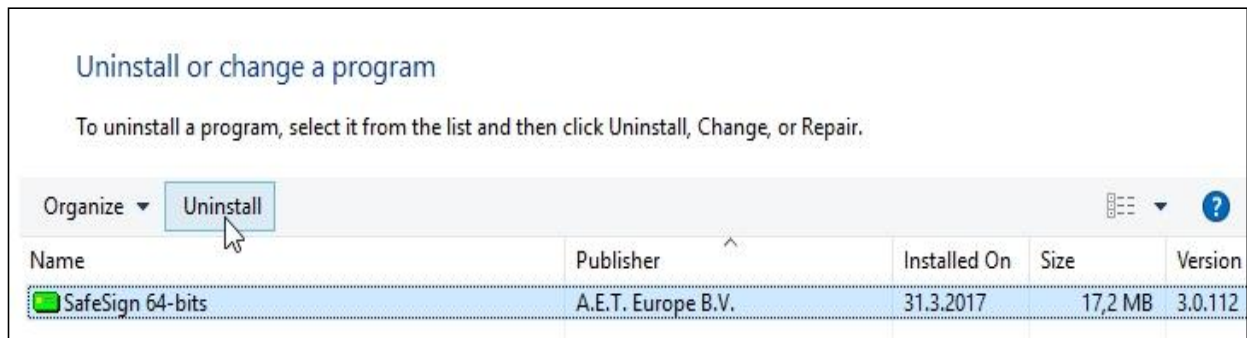 Uninstall or change a program
To uninstall a program, select it from the list and then click Uninstall, Change, or Repair.
Organize Uninstall ?
Name Publisher Installed On Size Version
SafeSign 64-bits A.E.T. Europe B.V. 31.3.2017 17,2 MB 3.0.112